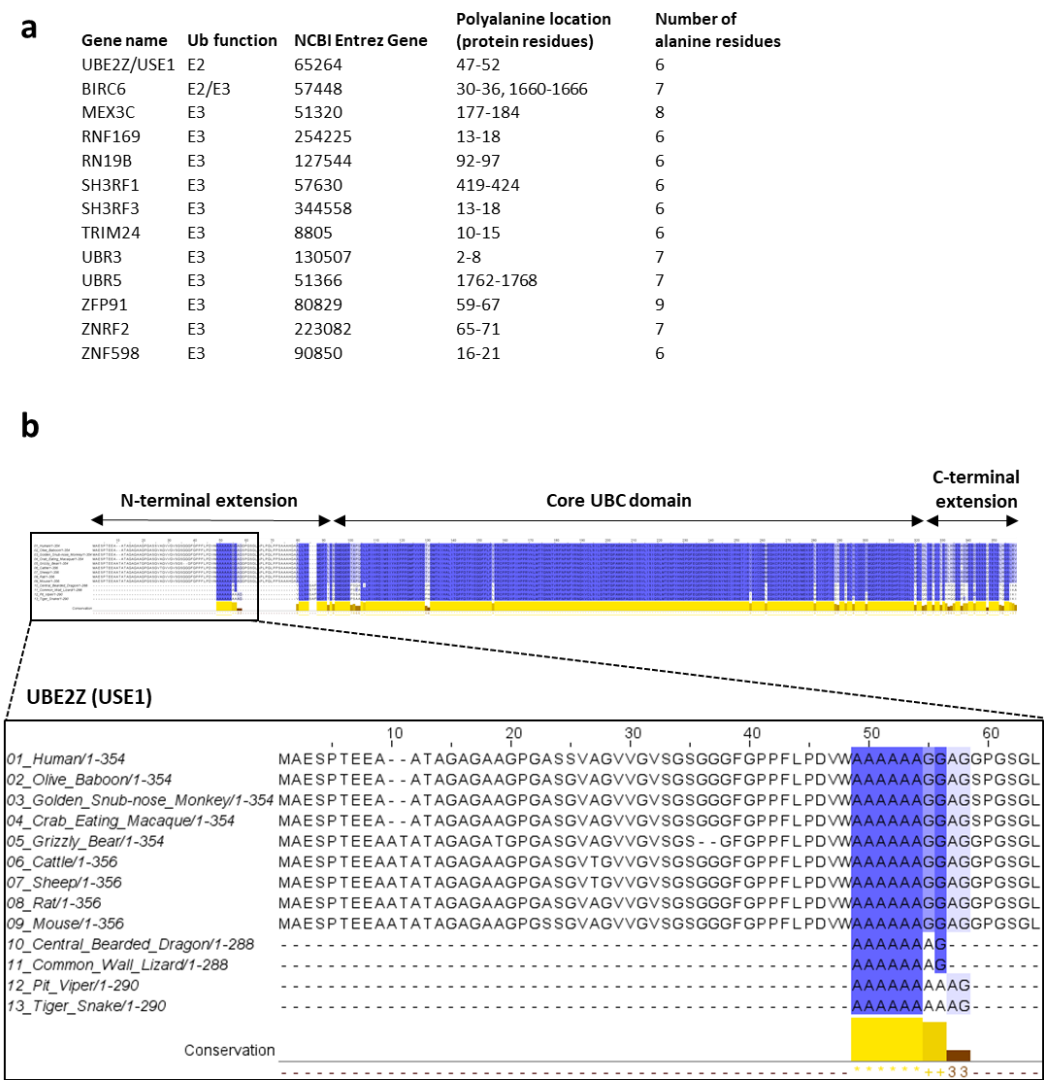 a
Gene name Ub function NCBI Entrez Gene Polyalanine location (protein residues) Number of alanine residues
UBE2Z/USE1 E2 65264 47-52 6
BIRC6 E2/E3 57448 30-36, 1660-1666 7
MEX3C E3 51320 177-184 8
RNF169 E3 254225 13-18 6
RN19B E3 127544 92-97 6
SH3RF1 E3 57630 419-424 6
SH3RF3 E3 344558 13-18 6
TRIM24 E3 8805 10-15 6
UBR3 E3 130507 2-8 7
UBR5 E3 51366 1762-1768 7
ZFP91 E3 80829 59-67 9
ZNRF2 E3 223082 65-71 7
ZNF598 E3 90850 16-21 6
b
N-terminal extension Core UBC domain C-terminal extension
UBE2Z (USE1)
10 20 30 40 50 60
01_Human/1-354 MAESPTEEA--ATAGAGAAGPGASSVAGVVGVSGSGGGFGPPFLPDVWAAAAAAGGAGGPGSGL
02_Olive_Baboon/1-354 MAESPTEEA--ATAGAGAAGPGASGVAGVVGVSGSGGGFGPPFLPDVWAAAAAAGGAGSPGSGL
03_Golden_Snub-nose_Monkey/1-354 MAESPTEEA--ATAGAGAAGPGASGVAGVVGVSGSGGGFGPPFLPDVWAAAAAAGGAGSPGSGL
04_Crab_Eating_Macaque/1-354 MAESPTEEA--ATAGAGAAGPGASGVAGVVGVSGSGGGFGPPFLPDVWAAAAAAGGAGSPGSGL
05_Grizzly_Bear/1-354 MAESPTEEAATATAGAGATGPGASGVAGVVGVSGS--GFGPPFLPDVWAAAAAAGGAGGPGSGL
06_Cattle/1-356 MAESPTEEAATATAGAGAAGPGASGVTGVVGVSGSGGGFGPPFLPDVWAAAAAAGGAGGPGSGL
07_Sheep/1-356 MAESPTEEAATATAGAGAAGPGASGVTGVVGVSGSGGGFGPPFLPDVWAAAAAAGGAGGPGSGL
08_Rat/1-356 MAESPTEEAATATAGAGAAGPGASGVAGVVGVSGSGGGFGPPFLPDVWAAAAAAGGAGGPGSGL
09_Mouse/1-356 MAESPTEEAATATAGAGAAGPGSSGVAGVVGVSGSGGGFGPPFLPDVWAAAAAAGGAGGPGSGL
10_Central_Bearded_Dragon/1-288 ------------------------------------------------AAAAAAAG--------
11_Common_Wall_Lizard/1-288 ------------------------------------------------AAAAAAAG--------
12_Pit_Viper/1-290 ------------------------------------------------AAAAAAAAAG------
13_Tiger_Snake/1-290 ------------------------------------------------AAAAAAAAAG------
Conservation
------------------------------------------------******++33------